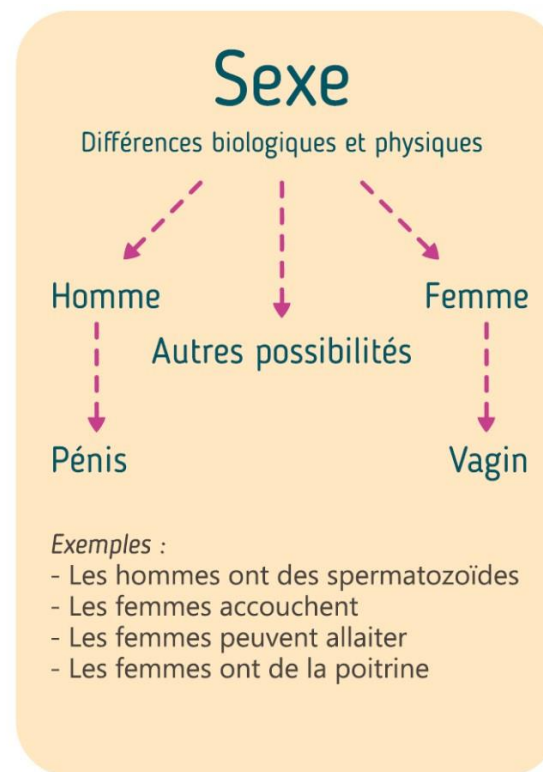 Sexe
Différences biologiques et physiques
Homme
Femme
Autres possibilités
Pénis
Vagin
Exemples :
- Les hommes ont des spermatozoïdes
- Les femmes accouchent
- Les femmes peuvent allaiter
- Les femmes ont de la poitrine